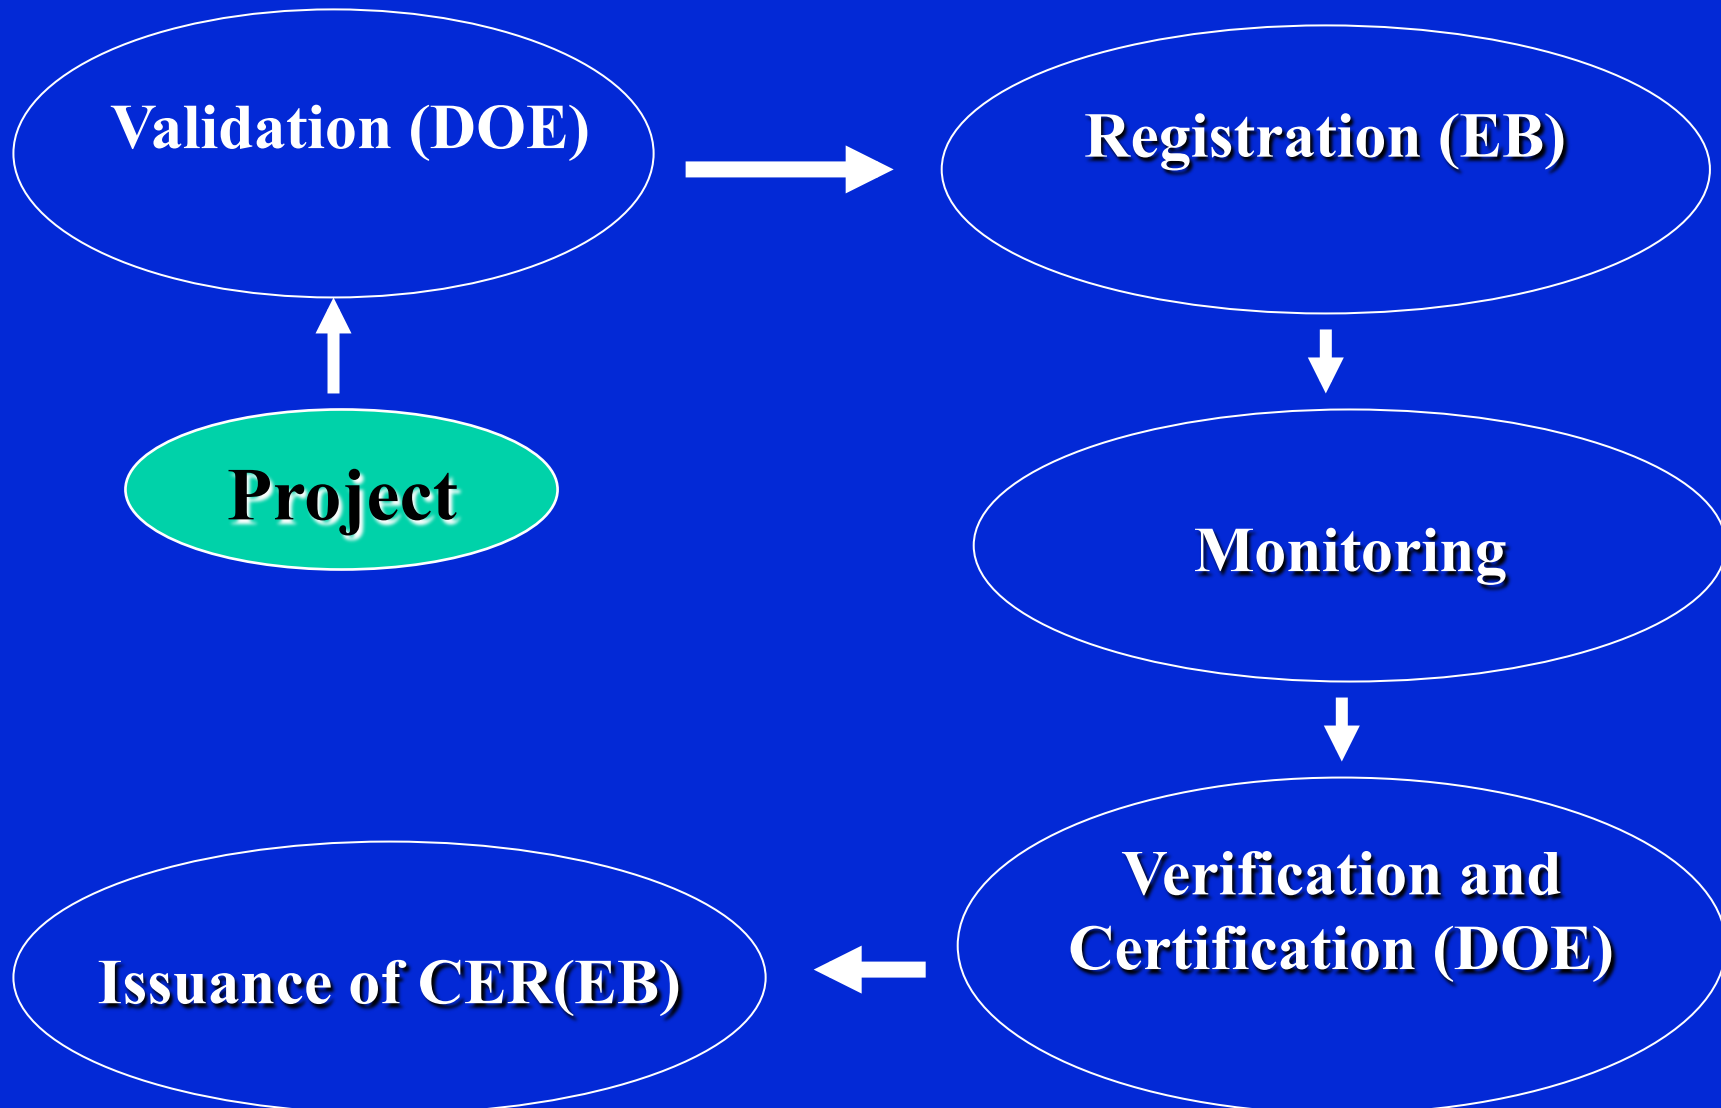 Validation (DOE)
Registration (EB)
Project
Monitoring
Verification and
Certification (DOE)
Issuance of CER(EB)